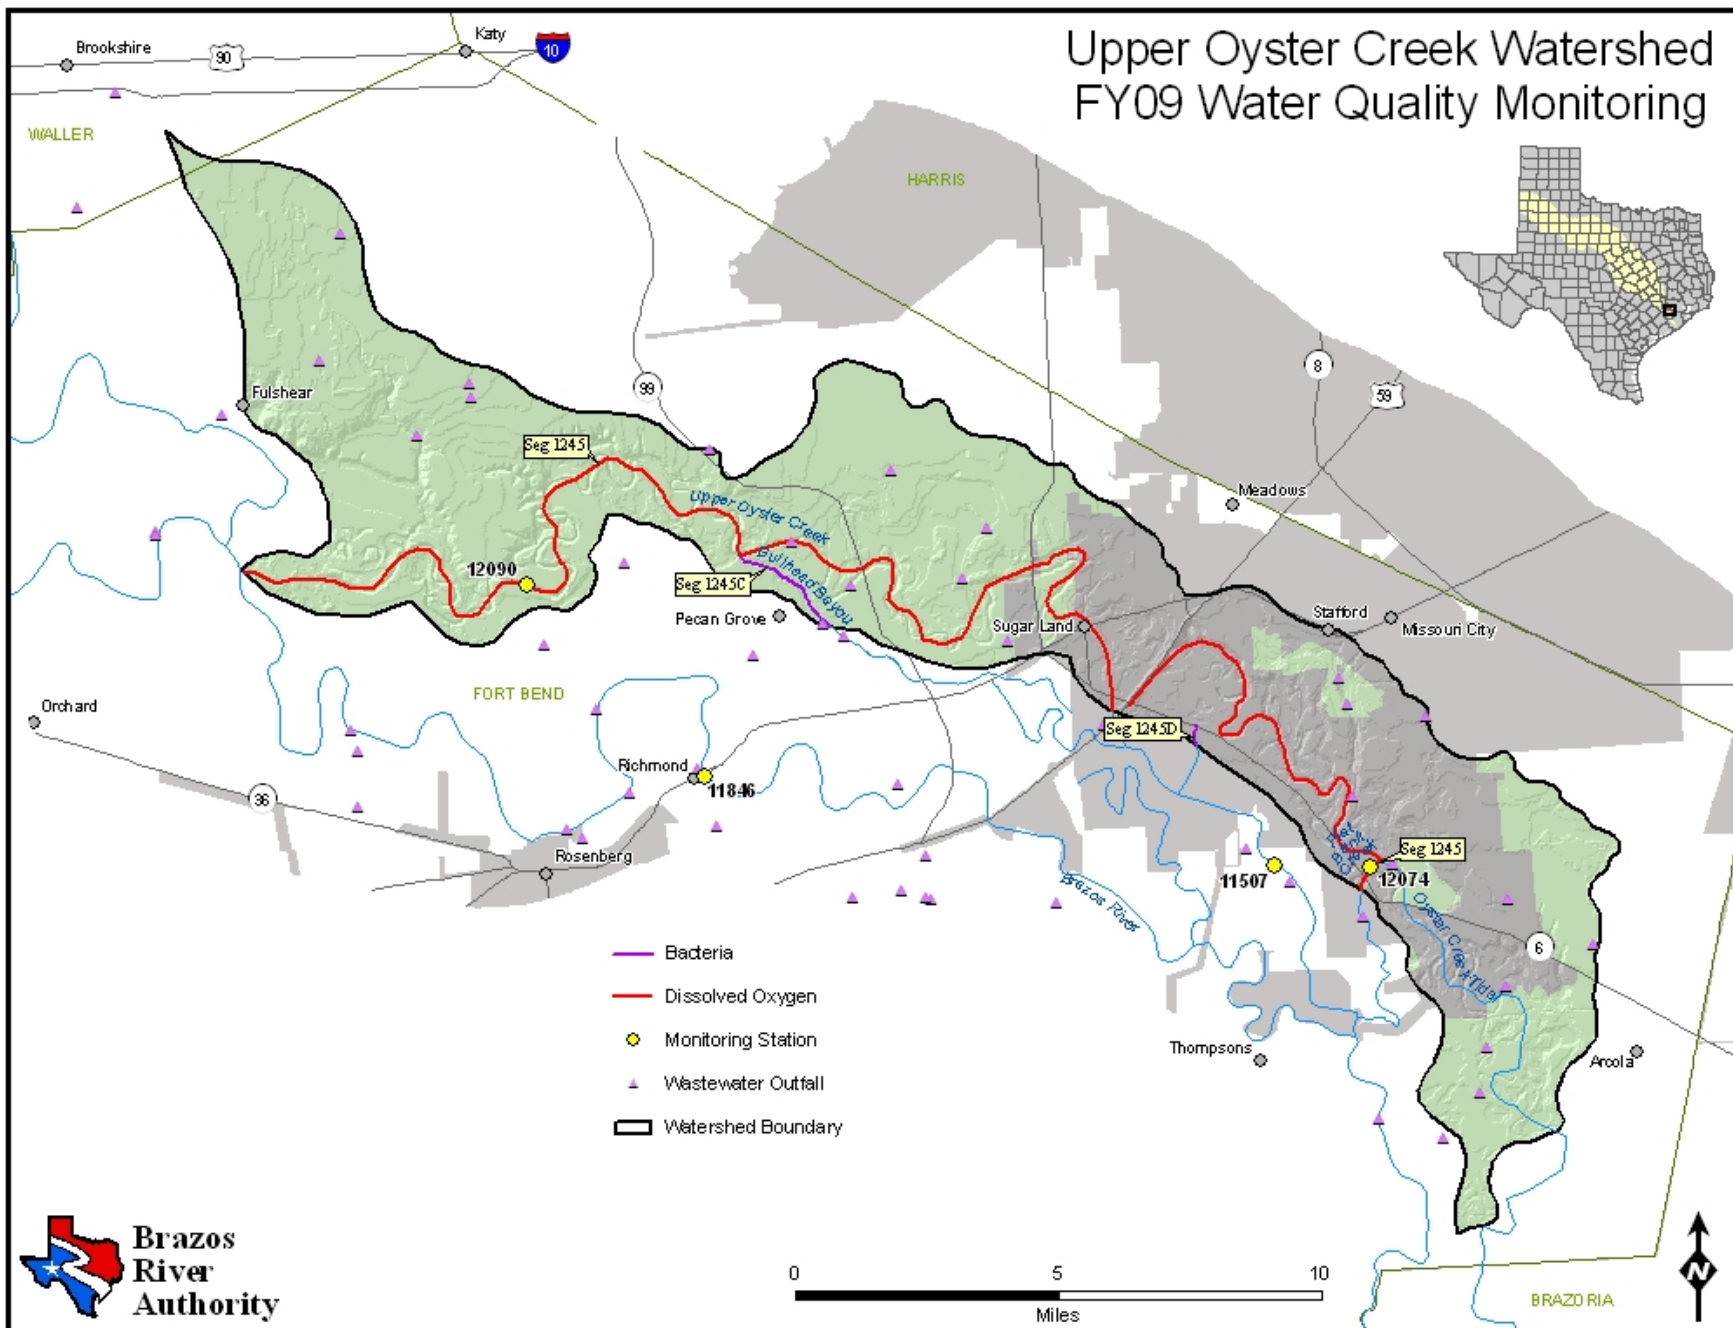 Upper Oyster Creek Watershed
FY09 Water Quality Monitoring
Brookshire
90
Katy
10
WALLER
HARRIS
8
59
99
Fulshear
Seg 1245
Meadows
Upper Oyster Creek
12090
Bullhead Bayou
Seg 1245C
Pecan Grove
Sugar Land
Stafford
Missouri City
FORT BEND
Orchard
Seg 1245D
Richmond
11846
36
Rosenberg
Seg 1245
11507
12074
Brazos River
Oyster Creek Tidal
6
Thompsons
Arcola
Bacteria
Dissolved Oxygen
Monitoring Station
Wastewater Outfall
Watershed Boundary
Brazos
River
Authority
0
5
10
Miles
BRAZORIA
N